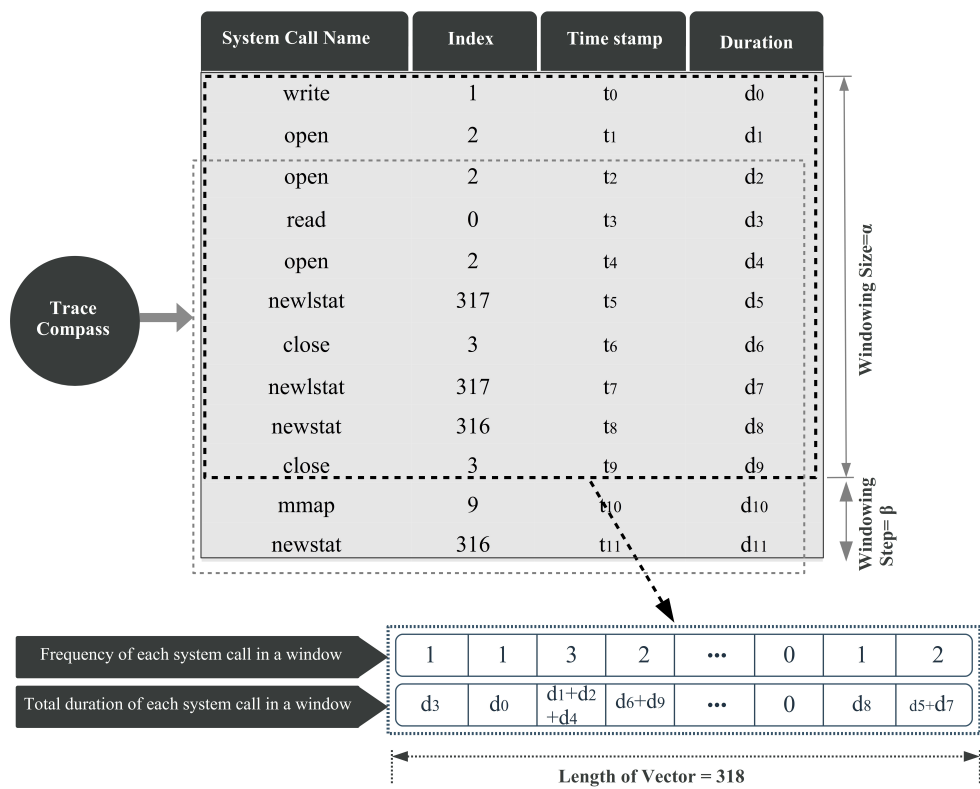 System Call Name Index Time stamp Duration
write 1 t0 d0
open 2 t1 d1
open 2 t2 d2
read 0 t3 d3
open 2 t4 d4
newlstat 317 t5 d5
close 3 t6 d6
newlstat 317 t7 d7
newstat 316 t8 d8
close 3 t9 d9
mmap 9 t10 d10
newstat 316 t11 d11
Trace
Compass
Windowing Size=α
Windowing
Step= β
Frequency of each system call in a window 1 1 3 2 ... 0 1 2
Total duration of each system call in a window d3 d0 d1+d2 d6+d9 ... 0 d8 d5+d7
+d4
Length of Vector = 318